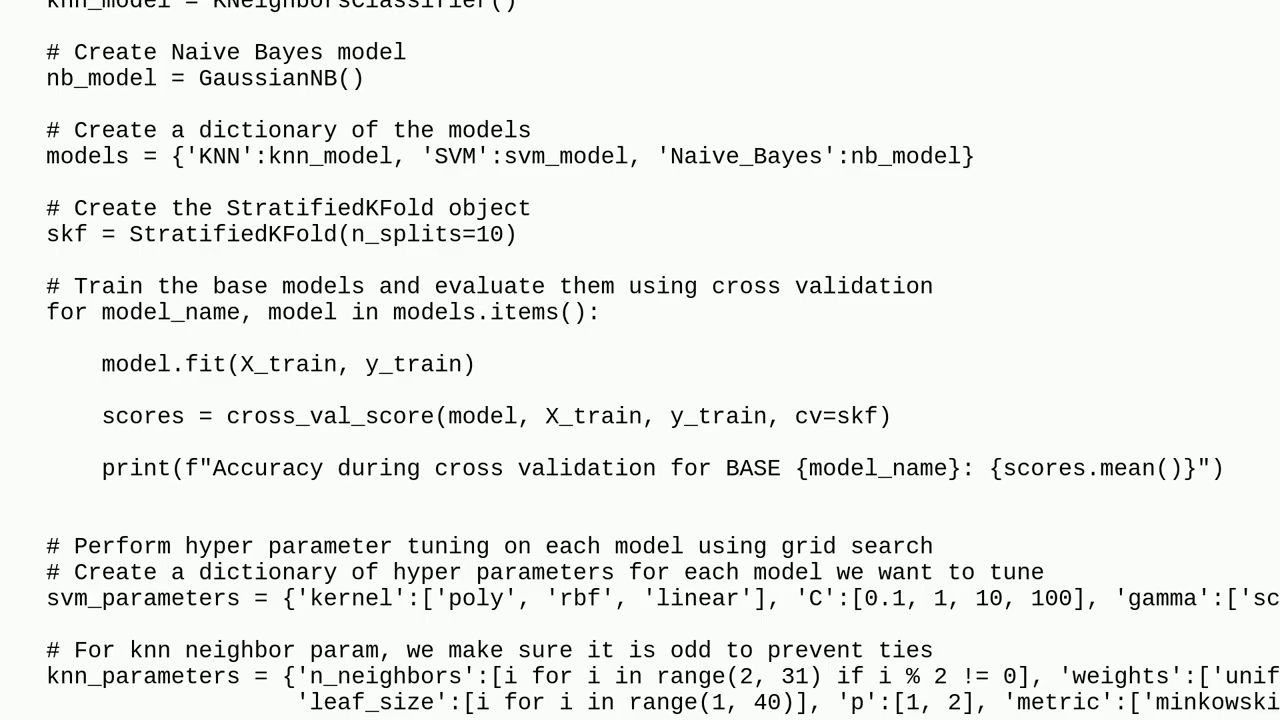 knn_model = KNeighborsClassifier()
# Create Naive Bayes model
nb_model = GaussianNB()
# Create a dictionary of the models
models = {'KNN':knn_model, 'SVM':svm_model, 'Naive_Bayes':nb_model}
# Create the StratifiedKFold object
skf = StratifiedKFold(n_splits=10)
# Train the base models and evaluate them using cross validation
for model_name, model in models.items():
    model.fit(X_train, y_train)
    scores = cross_val_score(model, X_train, y_train, cv=skf)
    print(f"Accuracy during cross validation for BASE {model_name}: {scores.mean()}")
# Perform hyper parameter tuning on each model using grid search
# Create a dictionary of hyper parameters for each model we want to tune
svm_parameters = {'kernel':['poly', 'rbf', 'linear'], 'C':[0.1, 1, 10, 100], 'gamma':['sc
# For knn neighbor param, we make sure it is odd to prevent ties
knn_parameters = {'n_neighbors':[i for i in range(2, 31) if i % 2 != 0], 'weights':['unif
                  'leaf_size':[i for i in range(1, 40)], 'p':[1, 2], 'metric':['minkowski